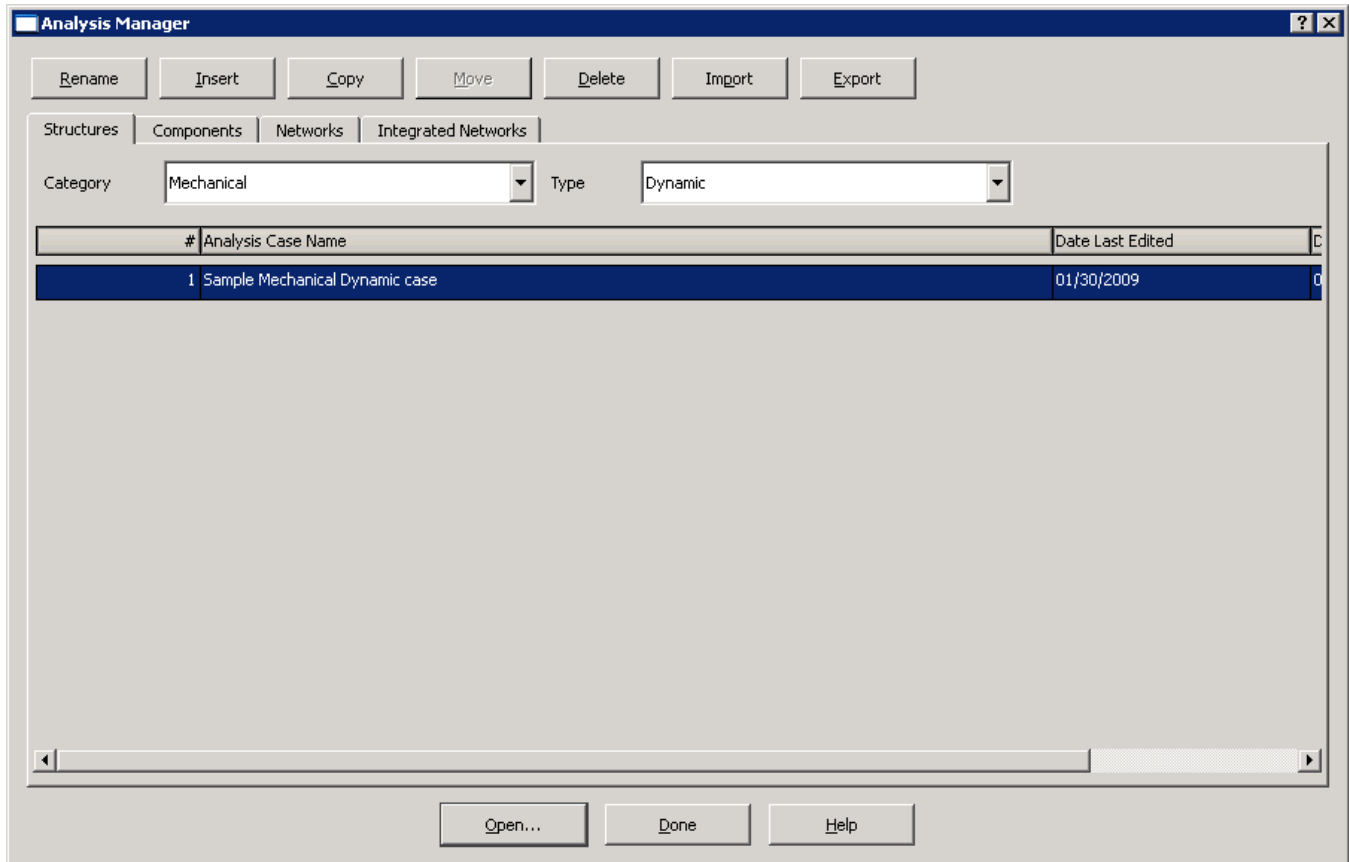 Analysis Manager
Rename Insert Copy Move Delete Import Export
Structures Components Networks Integrated Networks
Category Mechanical Type Dynamic
# Analysis Case Name Date Last Edited
1 Sample Mechanical Dynamic case 01/30/2009
Open... Done Help